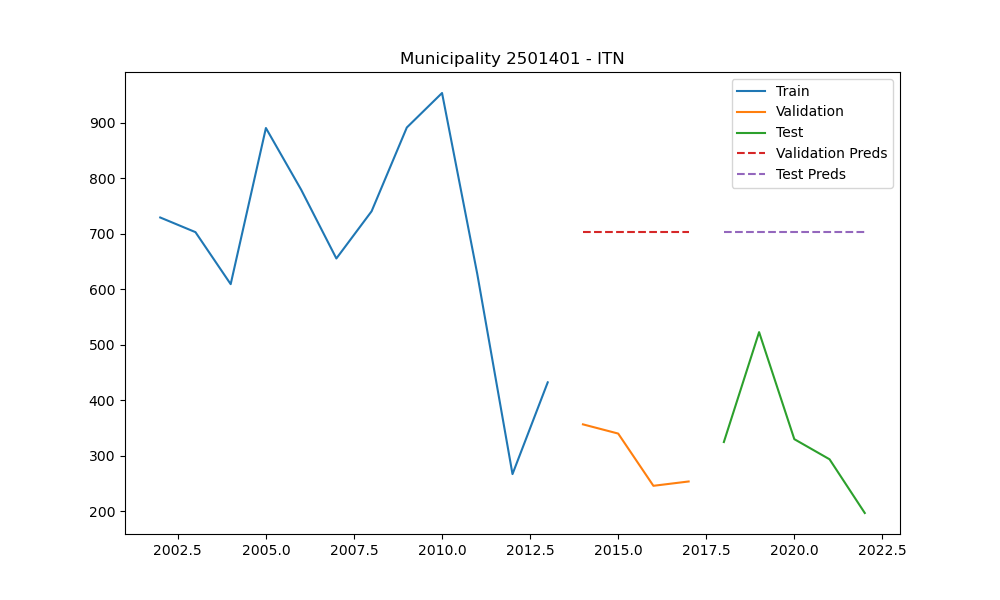 Municipality 2501401 - ITN
Train
Validation
Test
Validation Preds
Test Preds
900
800
700
600
500
400
300
200
2002.5 2005.0 2007.5 2010.0 2012.5 2015.0 2017.5 2020.0 2022.5